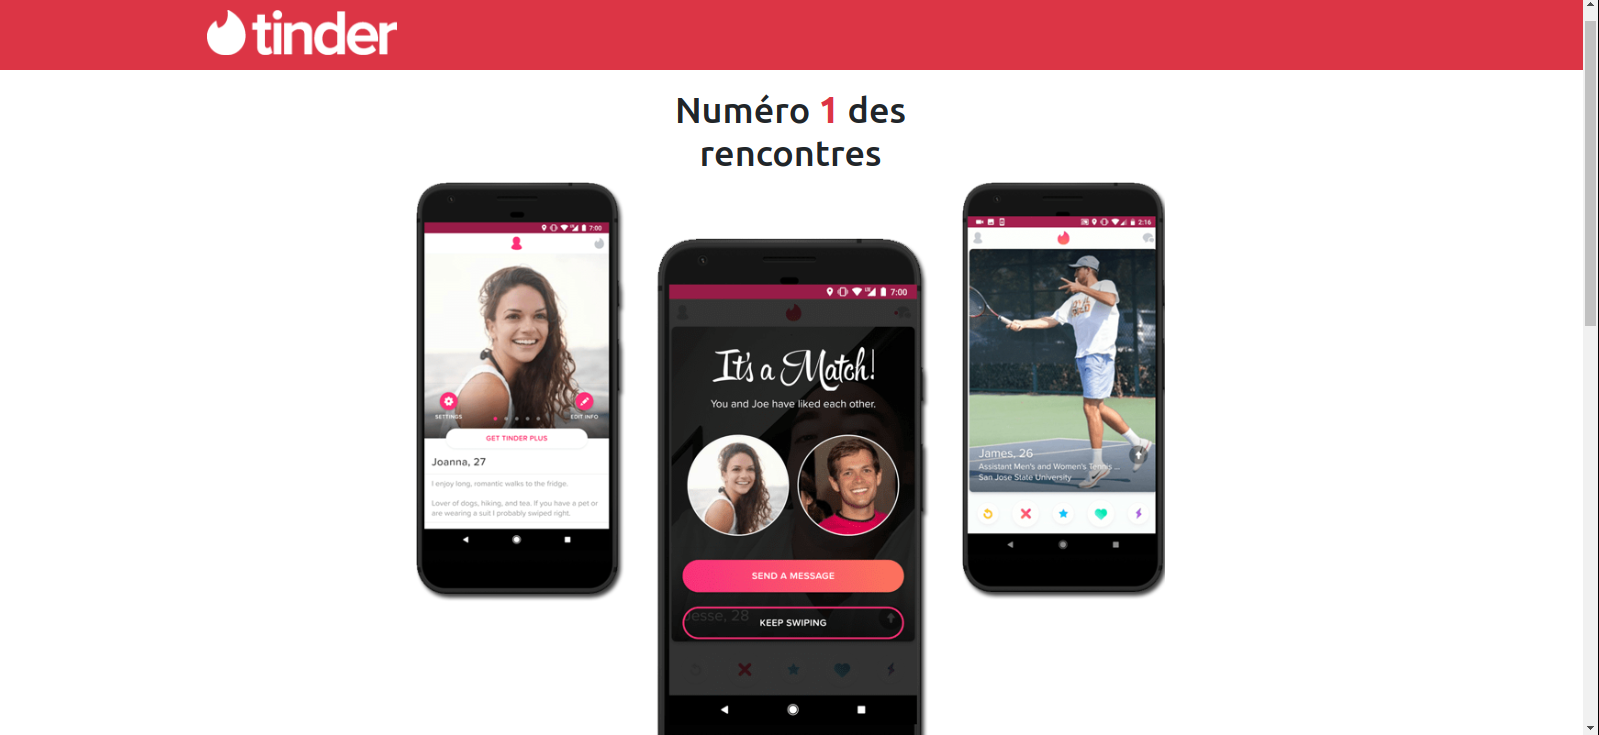 tinder
Numéro 1 des
rencontres
7:00
SETTINGS
EDIT INFO
GET TINDER PLUS
Joanna, 27
I enjoy long, romantic walks to the fridge.
Lover of dogs, hiking, and tea. If you have a pet or
are wearing a suit I probably swiped right.
7:00
It's a Match!
You and Joe have liked each other.
SEND A MESSAGE
Jesse, 28
KEEP SWIPING
2:16
James, 26
Assistant Men's and Women's Tennis ...
San Jose State University